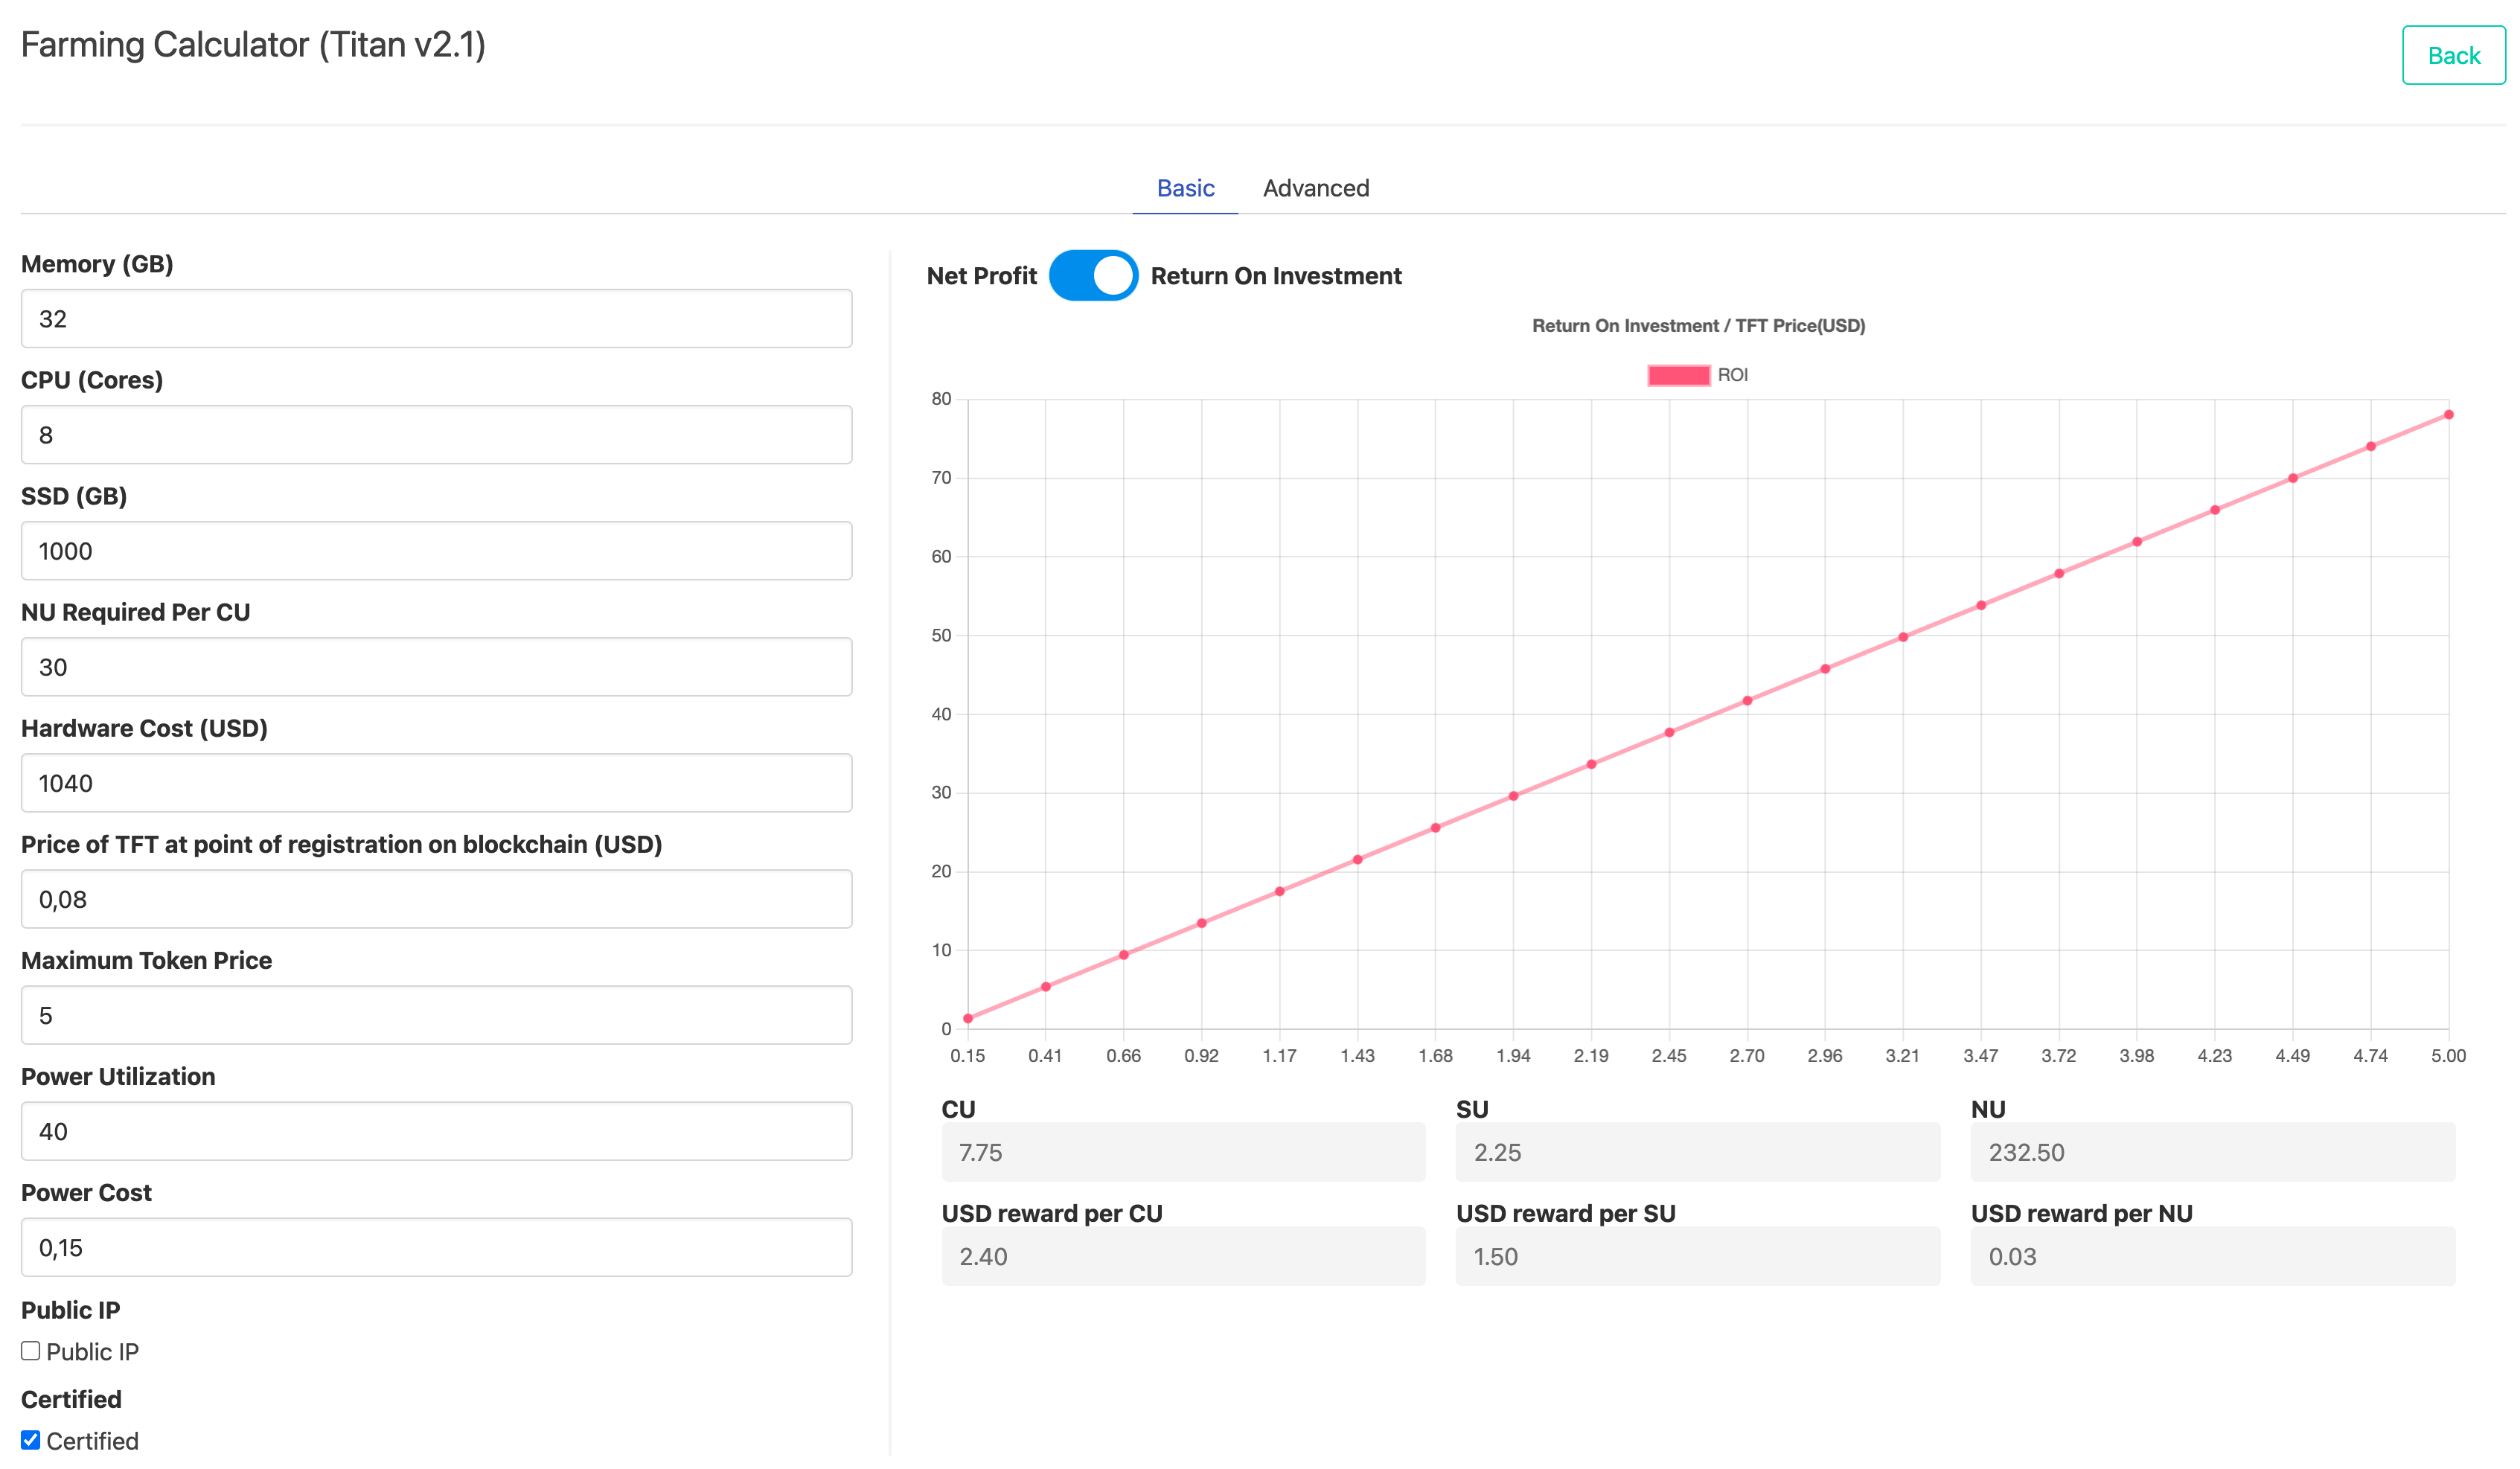 Farming Calculator (Titan v2.1)
Back
Basic
Advanced
Memory (GB)
32
CPU (Cores)
8
SSD (GB)
1000
NU Required Per CU
30
Hardware Cost (USD)
1040
Price of TFT at point of registration on blockchain (USD)
0,08
Maximum Token Price
5
Power Utilization
40
Power Cost
0,15
Public IP
Public IP
Certified
Certified
Net Profit
Return On Investment
Return On Investment / TFT Price(USD)
ROI
80
70
60
50
40
30
20
10
0
0.15 0.41 0.66 0.92 1.17 1.43 1.68 1.94 2.19 2.45 2.70 2.96 3.21 3.47 3.72 3.98 4.23 4.49 4.74 5.00
CU SU NU
7.75 2.25 232.50
USD reward per CU USD reward per SU USD reward per NU
2.40 1.50 0.03